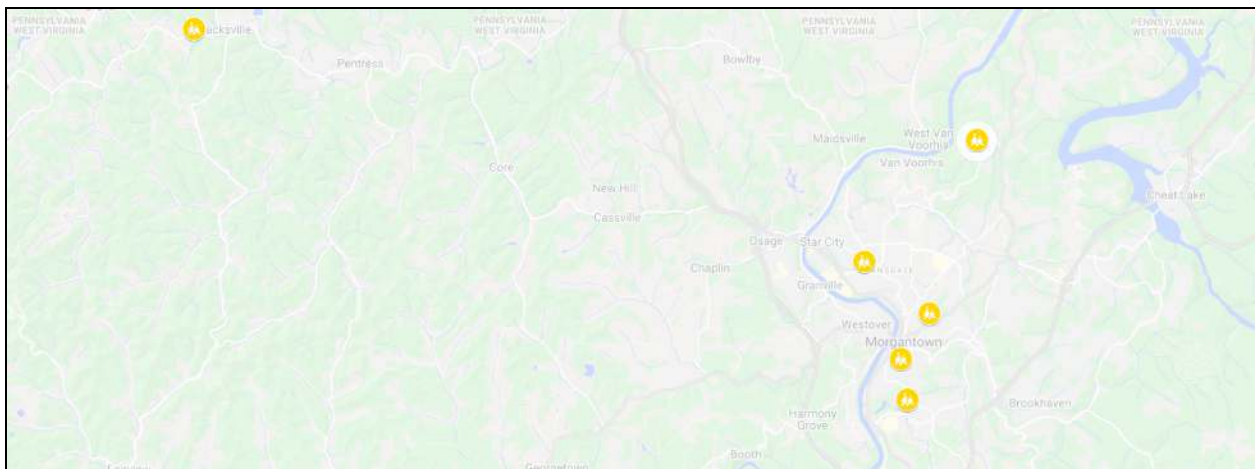 PENNSYLVANIA
WEST VIRGINIA
PENNSYLVANIA
WEST VIRGINIA
PENNSYLVANIA
WEST VIRGINIA
PENNSYLVANIA
WEST VIRGINIA
acksville
Pentress
Bowlby
Maidsville
West Van
Voorhis
Van Voorhis
Core
New Hill
Cassville
Cheat Lake
Osage
Star City
Chaplin
Granville
Westover
Morgantown
Brookhaven
Harmony
Grove
Booth
Georgetown